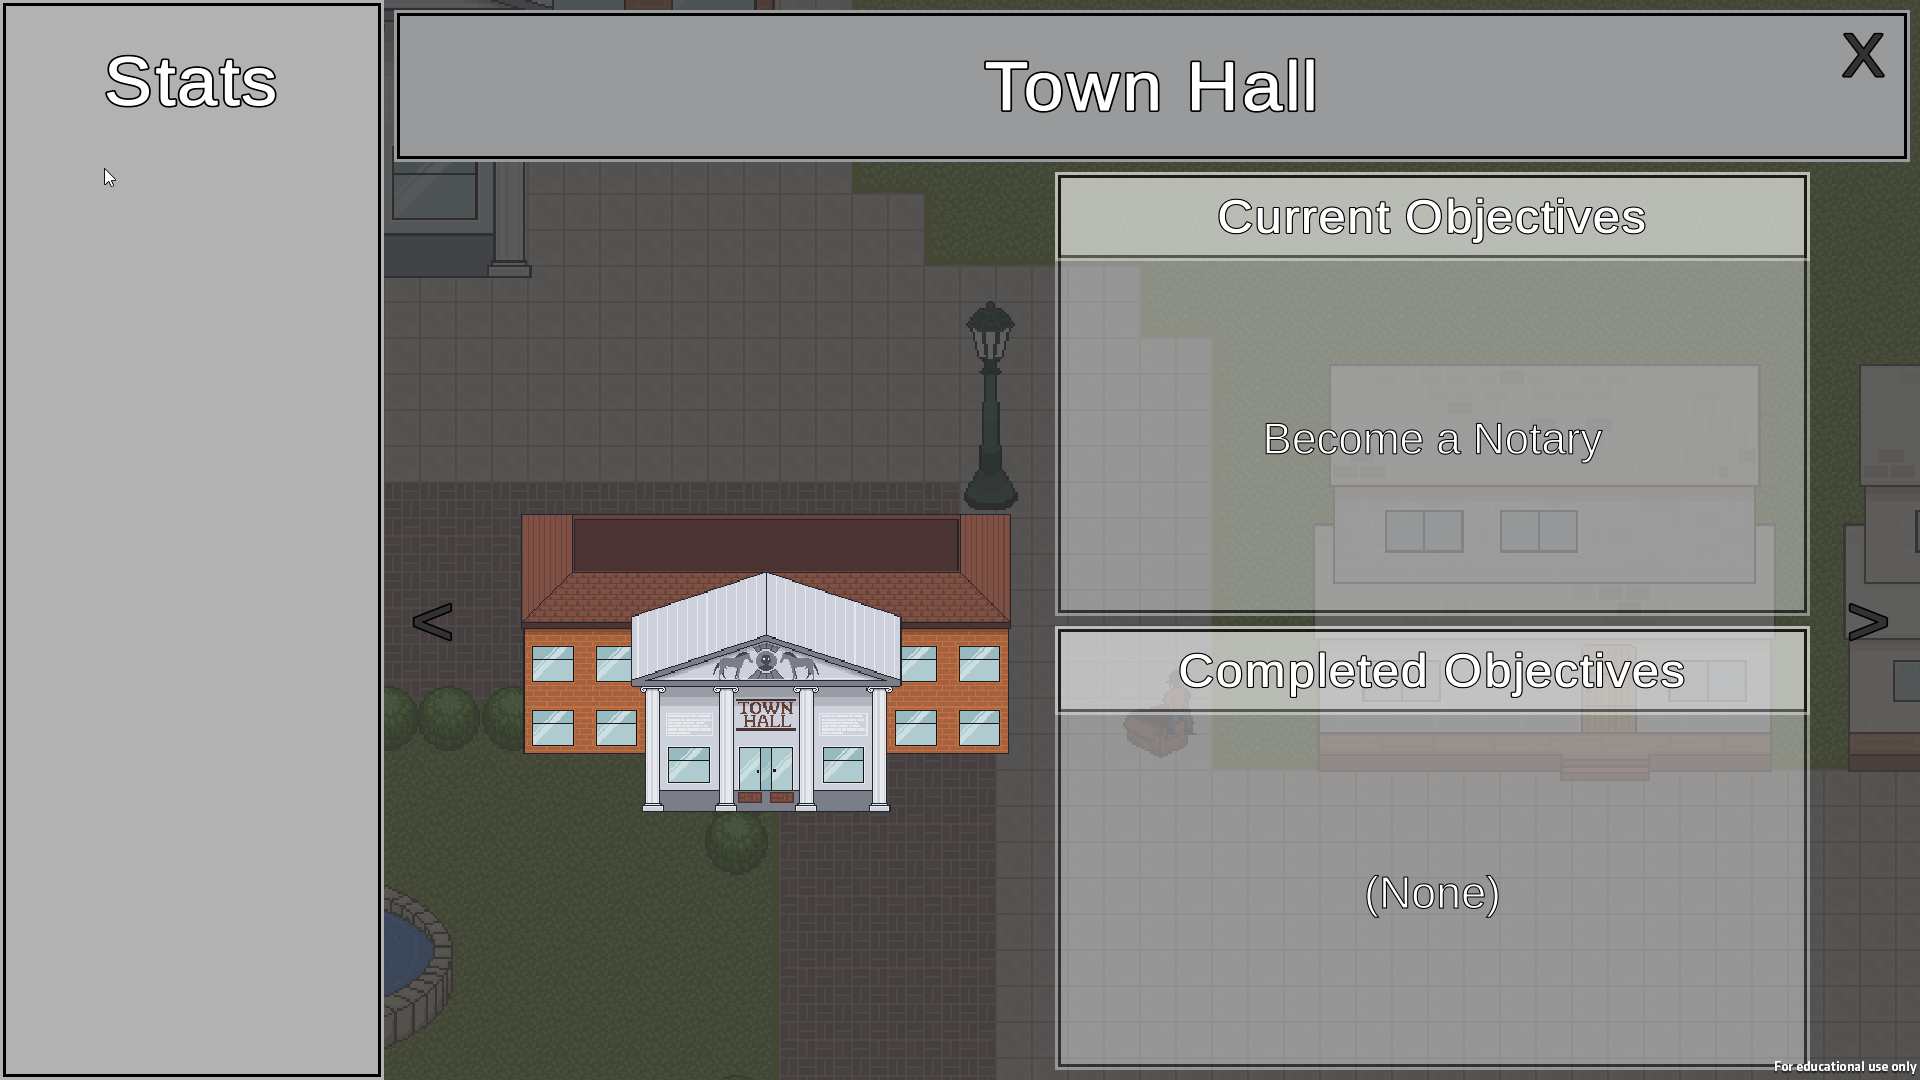 Stats
Town Hall
X
Current Objectives
Become a Notary
<
TOWN
HALL
>
Completed Objectives
(None)
For educational use only